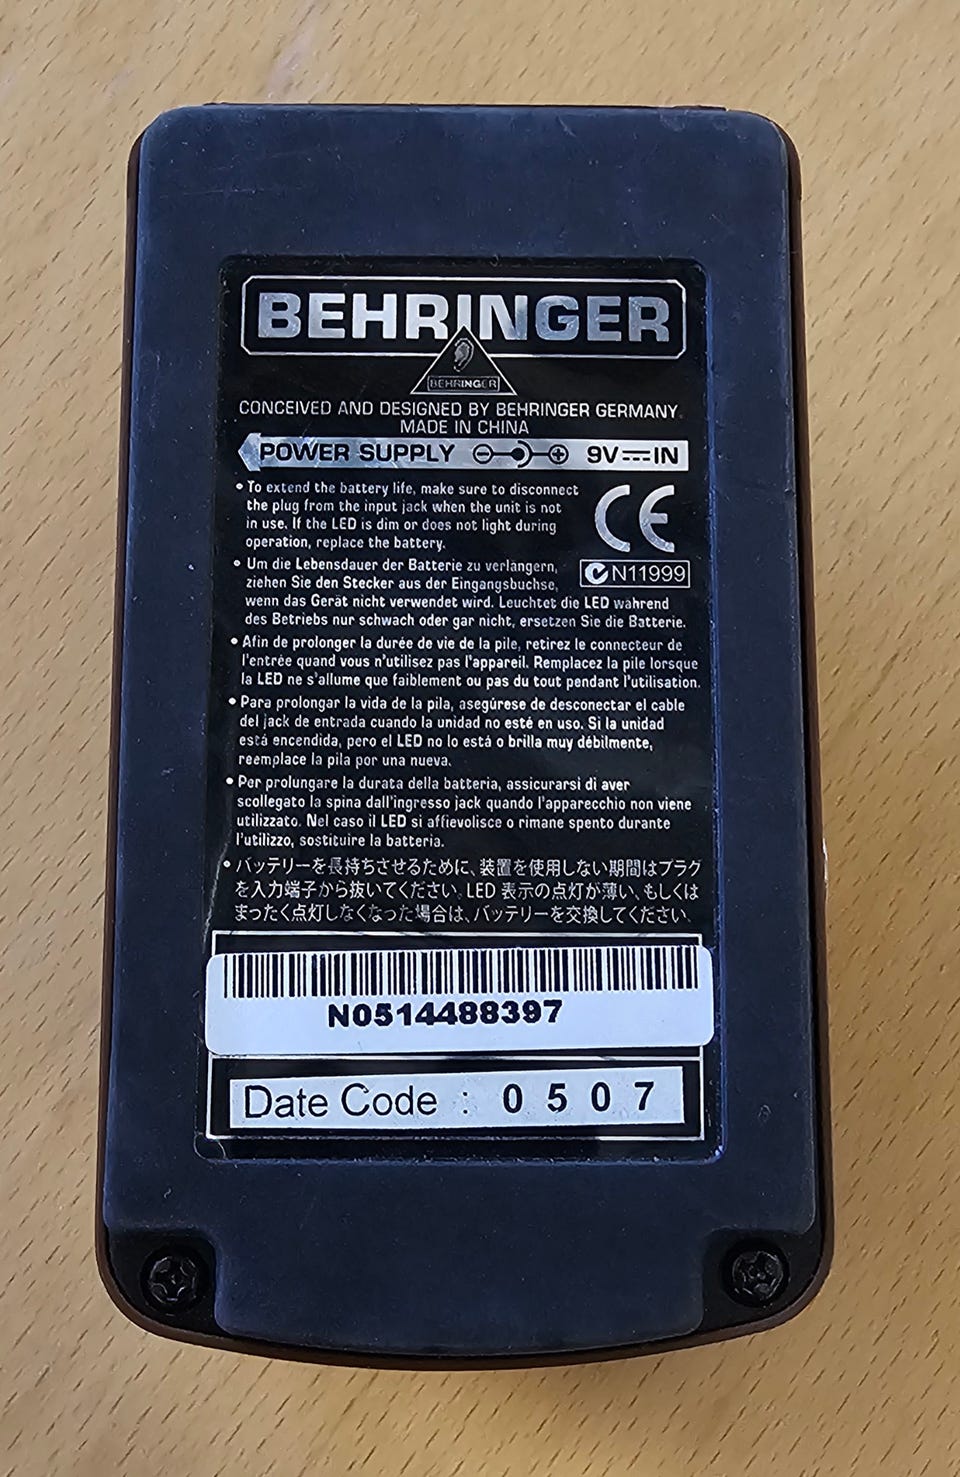 BEHRINGER
BEHRINGER
CONCEIVED AND DESIGNED BY BEHRINGER GERMANY.
MADE IN CHINA
POWER SUPPLY 9V IN
• To extend the battery life, make sure to disconnect
the plug from the input jack when the unit is not
in use. If the LED is dim or does not light during
operation, replace the battery.
CE
N11999
• Um die Lebensdauer der Batterie zu verlängern,
ziehen Sie den Stecker aus der Eingangsbuchse,
wenn das Gerät nicht verwendet wird. Leuchtet die LED während
des Betriebs nur schwach oder gar nicht, ersetzen Sie die Batterie.
• Afin de prolonger la durée de vie de la pile, retirez le connecteur de
l'entrée quand vous n'utilisez pas l'appareil. Remplacez la pile lorsque
la LED ne s'allume que faiblement ou pas du tout pendant l'utilisation.
• Para prolongar la vida de la pila, asegúrese de desconectar el cable
del jack de entrada cuando la unidad no esté en uso. Si la unidad
está encendida, pero el LED no lo está o brilla muy débilmente,
reemplace la pila por una nueva.
• Per prolungare la durata della batteria, assicurarsi di aver
scollegato la spina dall'ingresso jack quando l'apparecchio non viene
utilizzato. Nel caso il LED si affievolisce o rimane spento durante
l'utilizzo, sostituire la batteria.
• バッテリーを長持ちさせるために、装置を使用しない期間はプラグ
を入力端子から抜いてください。LED 表示の点灯が薄い、もしくは
まったく点灯しなくなった場合は、バッテリーを交換してください。
N0514488397
Date Code : 0507